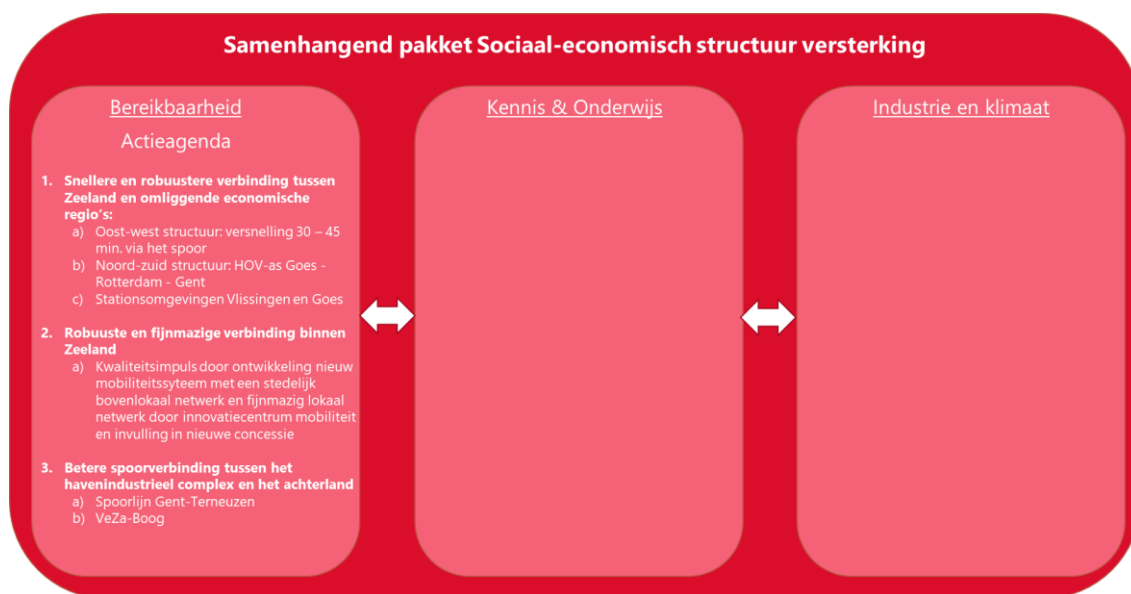 Samenhangend pakket Sociaal-economisch structuur versterking
Bereikbaarheid
Actieagenda
1. Snellere en robuustere verbinding tussen
Zeeland en omliggende economische
regio's:
a) Oost-west structuur: versnelling 30 – 45
min. via het spoor
b) Noord-zuid structuur: HOV-as Goes -
Rotterdam - Gent
c) Stationsomgevingen Vlissingen en Goes
2. Robuuste en fijnmazige verbinding binnen
Zeeland
a) Kwaliteitsimpuls door ontwikkeling nieuw
mobiliteitssyteem met een stedelijk
bovenlokaal netwerk en fijnmazig lokaal
netwerk door innovatiecentrum mobiliteit
en invulling in nieuwe concessie
3. Betere spoorverbinding tussen het
havenindustrieel complex en het achterland
a) Spoorlijn Gent-Terneuzen
b) VeZa-Boog
Kennis & Onderwijs
Industrie en klimaat